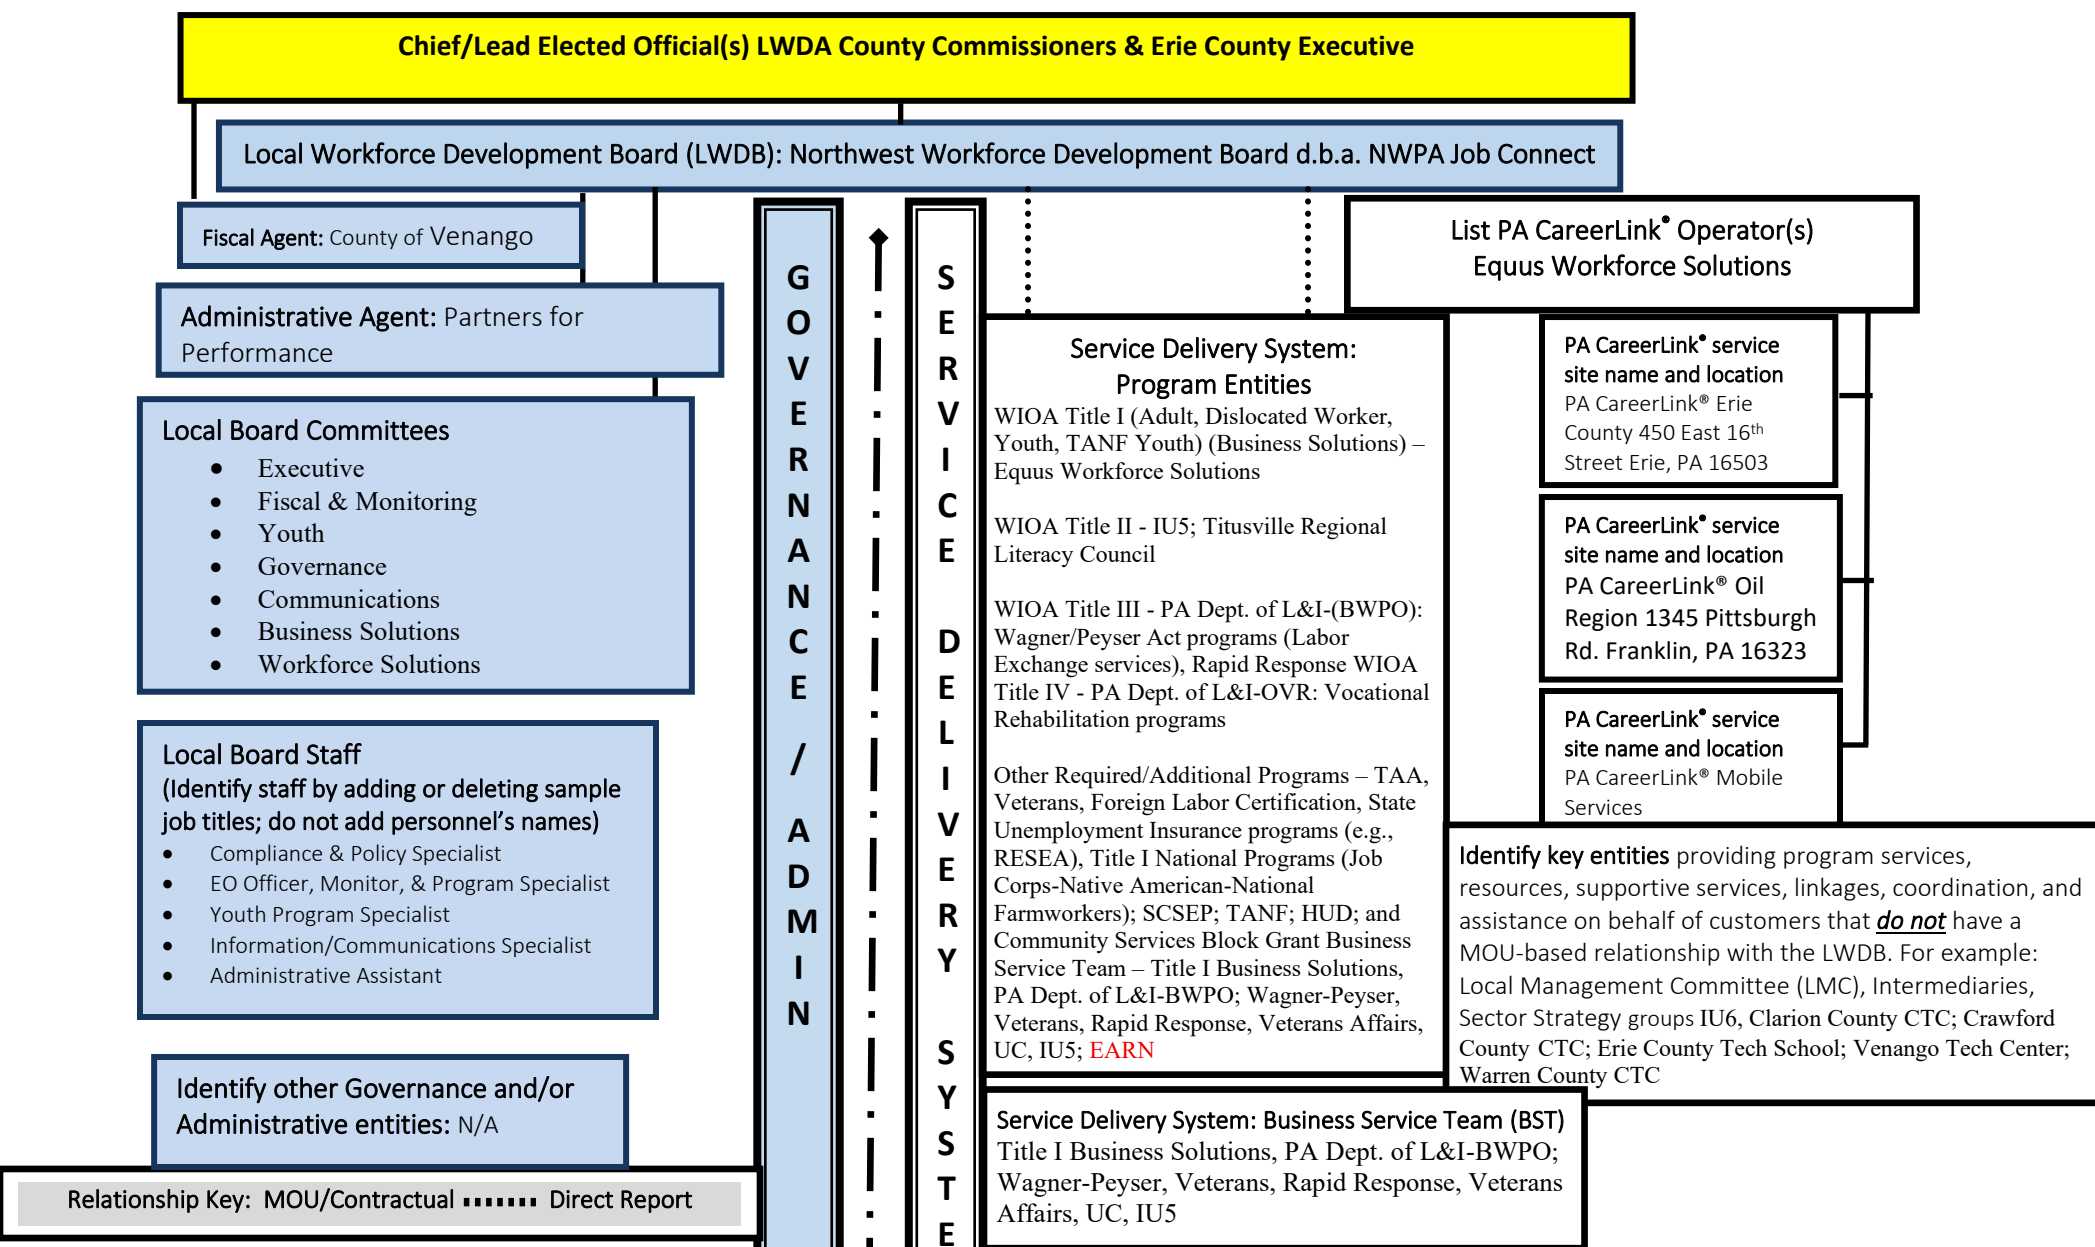 Chief/Lead Elected Official(s) LWDA County Commissioners & Erie County Executive
Local Workforce Development Board (LWDB): Northwest Workforce Development Board d.b.a. NWPA Job Connect
Fiscal Agent: County of Venango
Administrative Agent: Partners for
Performance
Local Board Committees
• Executive
• Fiscal & Monitoring
• Youth
• Governance
• Communications
• Business Solutions
• Workforce Solutions
Local Board Staff
(Identify staff by adding or deleting sample
job titles; do not add personnel's names)
• Compliance & Policy Specialist
• EO Officer, Monitor, & Program Specialist
• Youth Program Specialist
• Information/Communications Specialist
• Administrative Assistant
Identify other Governance and/or
Administrative entities: N/A
Relationship Key: MOU/Contractual Direct Report
GOVERNANCE / ADMIN
SERVICE DELIVERY SYSTE
Service Delivery System:
Program Entities
WIOA Title I (Adult, Dislocated Worker,
Youth, TANF Youth) (Business Solutions) –
Equus Workforce Solutions
WIOA Title II - IU5; Titusville Regional
Literacy Council
WIOA Title III - PA Dept. of L&I-(BWPO):
Wagner/Peyser Act programs (Labor
Exchange services), Rapid Response WIOA
Title IV - PA Dept. of L&I-OVR: Vocational
Rehabilitation programs
Other Required/Additional Programs – TAA,
Veterans, Foreign Labor Certification, State
Unemployment Insurance programs (e.g.,
RESEA), Title I National Programs (Job
Corps-Native American-National
Farmworkers); SCSEP; TANF; HUD; and
Community Services Block Grant Business
Service Team – Title I Business Solutions,
PA Dept. of L&I-BWPO; Wagner-Peyser,
Veterans, Rapid Response, Veterans Affairs,
UC, IU5; EARN
Service Delivery System: Business Service Team (BST)
Title I Business Solutions, PA Dept. of L&I-BWPO;
Wagner-Peyser, Veterans, Rapid Response, Veterans
Affairs, UC, IU5
List PA CareerLink® Operator(s)
Equus Workforce Solutions
PA CareerLink® service
site name and location
PA CareerLink® Erie
County 450 East 16th
Street Erie, PA 16503
PA CareerLink® service
site name and location
PA CareerLink® Oil
Region 1345 Pittsburgh
Rd. Franklin, PA 16323
PA CareerLink® service
site name and location
PA CareerLink® Mobile
Services
Identify key entities providing program services,
resources, supportive services, linkages, coordination, and
assistance on behalf of customers that do not have a
MOU-based relationship with the LWDB. For example:
Local Management Committee (LMC), Intermediaries,
Sector Strategy groups IU6, Clarion County CTC; Crawford
County CTC; Erie County Tech School; Venango Tech Center;
Warren County CTC